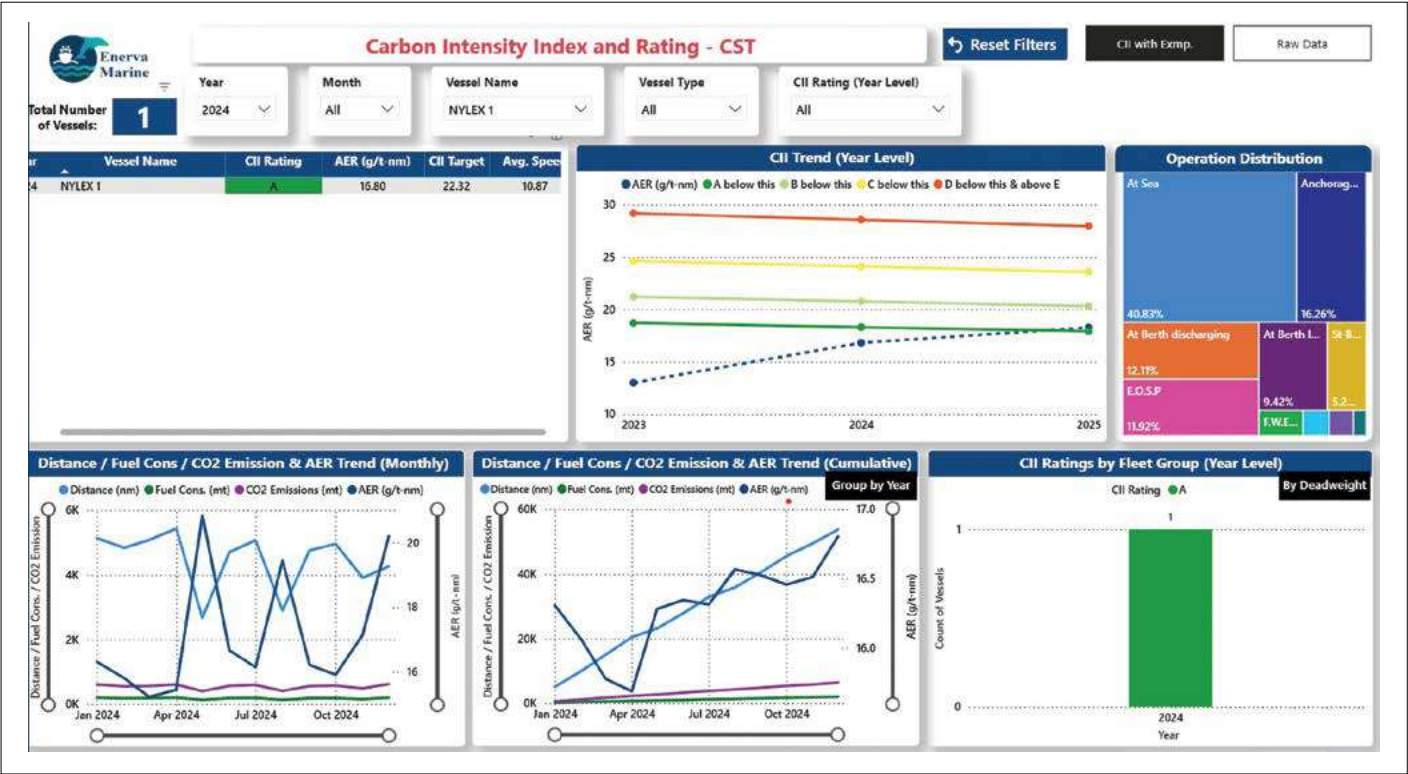 Enerva
Marine
Carbon Intensity Index and Rating - CST
Reset Filters
CII with Exmp.
Raw Data
Total Number
of Vessels:
1
Year
2024
Month
All
Vessel Name
NYLEX 1
Vessel Type
All
CII Rating (Year Level)
All
Vessel Name CII Rating AER (g/t-nm) CII Target Avg. Spee
NYLEX 1 A 16.80 22.32 10.87
CII Trend (Year Level)
AER (g/t-nm) A below this B below this C below this D below this & above E
AER (g/t-nm)
30
25
20
15
10
2023 2024 2025
Operation Distribution
At Sea
40.83%
Anchorag...
16.26%
At Berth discharging
12.11%
At Berth l...
9.42%
St-B...
5.2...
E.O.S.P
11.92%
F.W.E...
Distance / Fuel Cons / CO2 Emission & AER Trend (Monthly)
Distance (nm) Fuel Cons. (mt) CO2 Emissions (mt) AER (g/t-nm)
Distance / Fuel Cons. / CO2 Emission
6K
4K
2K
0K
20
18
16
AER (g/t-nm)
Jan 2024 Apr 2024 Jul 2024 Oct 2024
Distance / Fuel Cons / CO2 Emission & AER Trend (Cumulative)
Distance (nm) Fuel Cons. (mt) CO2 Emissions (mt) AER (g/t-nm)
Group by Year
Distance / Fuel Cons. / CO2 Emission
60K
40K
20K
0K
17.0
16.5
16.0
AER (g/t-nm)
Jan 2024 Apr 2024 Jul 2024 Oct 2024
CII Ratings by Fleet Group (Year Level)
CII Rating A
By Deadweight
Count of Vessels
1
0
1
2024
Year